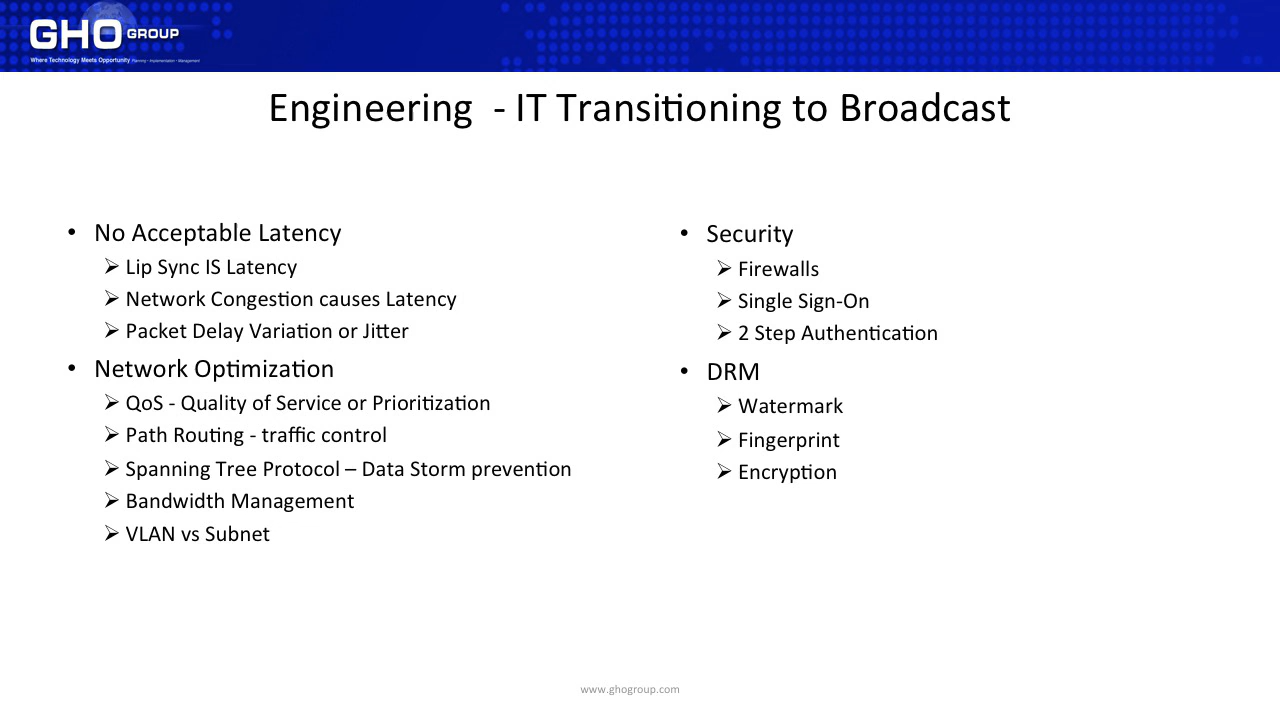 GHO GROUP
Where Technology Meets Opportunity Planning - Implementation - Management
Engineering  - IT Transitioning to Broadcast
• No Acceptable Latency
➢ Lip Sync IS Latency
➢ Network Congestion causes Latency
➢ Packet Delay Variation or Jitter
• Network Optimization
➢ QoS - Quality of Service or Prioritization
➢ Path Routing - traffic control
➢ Spanning Tree Protocol – Data Storm prevention
➢ Bandwidth Management
➢ VLAN vs Subnet
• Security
➢ Firewalls
➢ Single Sign-On
➢ 2 Step Authentication
• DRM
➢ Watermark
➢ Fingerprint
➢ Encryption
www.ghogroup.com